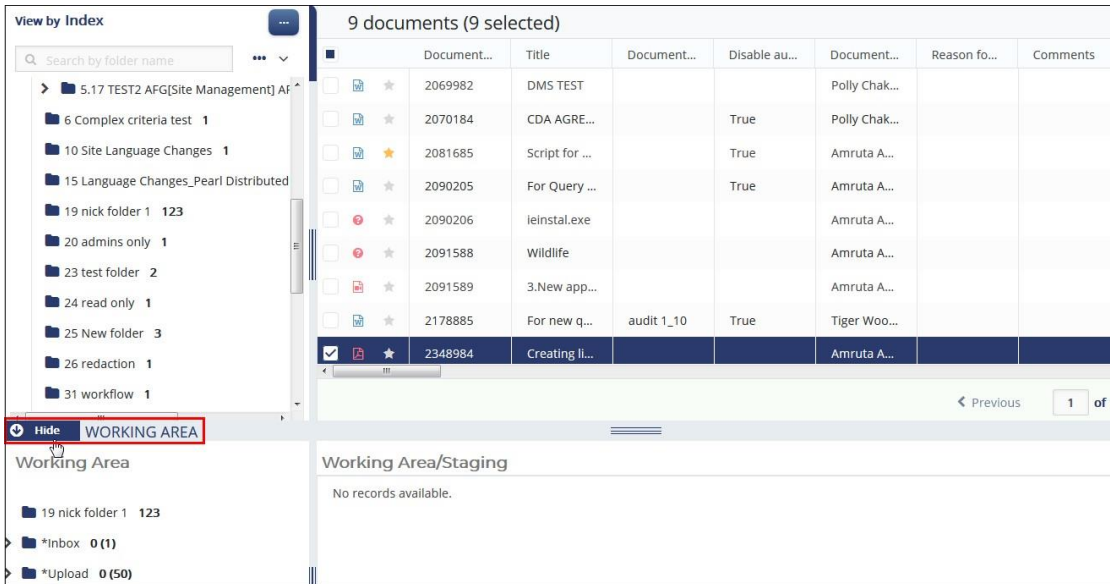 View by Index
...
Search by folder name
5.17 TEST2 AFG[Site Management] AF
6 Complex criteria test 1
10 Site Language Changes 1
15 Language Changes_Pearl Distributed
19 nick folder 1 123
20 admins only 1
23 test folder 2
24 read only 1
25 New folder 3
26 redaction 1
31 workflow 1
9 documents (9 selected)
Document... Title Document... Disable au... Document... Reason fo... Comments
2069982 DMS TEST Polly Chak...
2070184 CDA AGRE... True Polly Chak...
2081685 Script for ... True Amruta A...
2090205 For Query ... True Amruta A...
2090206 ieinstal.exe Amruta A...
2091588 Wildlife Amruta A...
2091589 3.New app... Amruta A...
2178885 For new q... audit 1_10 True Tiger Woo...
2348984 Creating li... Amruta A...
Previous 1 of
Hide WORKING AREA
Working Area
19 nick folder 1 123
*Inbox 0 (1)
*Upload 0 (50)
Working Area/Staging
No records available.